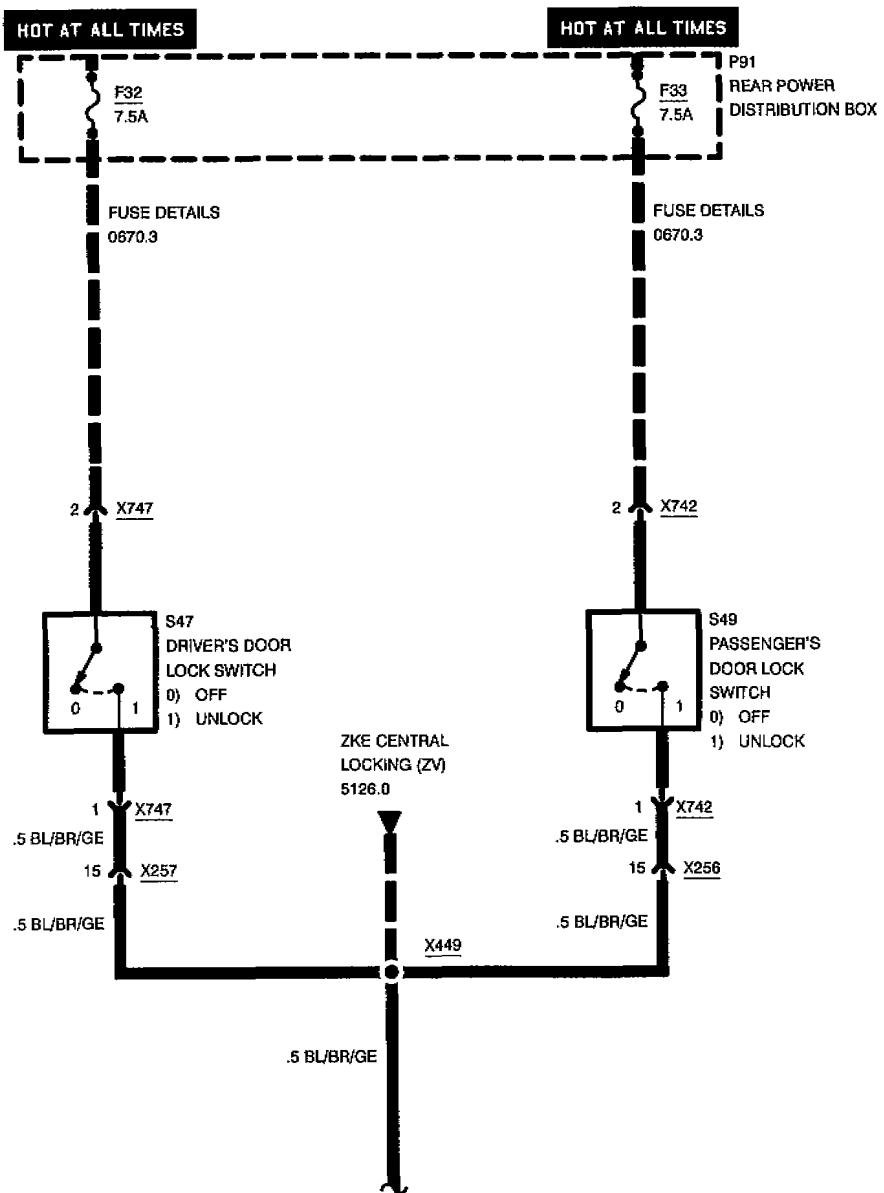 HOT AT ALL TIMES
HOT AT ALL TIMES
P91
REAR POWER
DISTRIBUTION BOX
F32
7.5A
F33
7.5A
FUSE DETAILS
0670.3
FUSE DETAILS
0670.3
2
X747
2
X742
S47
DRIVER'S DOOR
LOCK SWITCH
0) OFF
1) UNLOCK
0
1
S49
PASSENGER'S
DOOR LOCK
SWITCH
0) OFF
1) UNLOCK
0
1
ZKE CENTRAL
LOCKING (ZV)
5126.0
1
X747
.5 BL/BR/GE
15
X257
.5 BL/BR/GE
1
X742
.5 BL/BR/GE
15
X256
.5 BL/BR/GE
X449
.5 BL/BR/GE